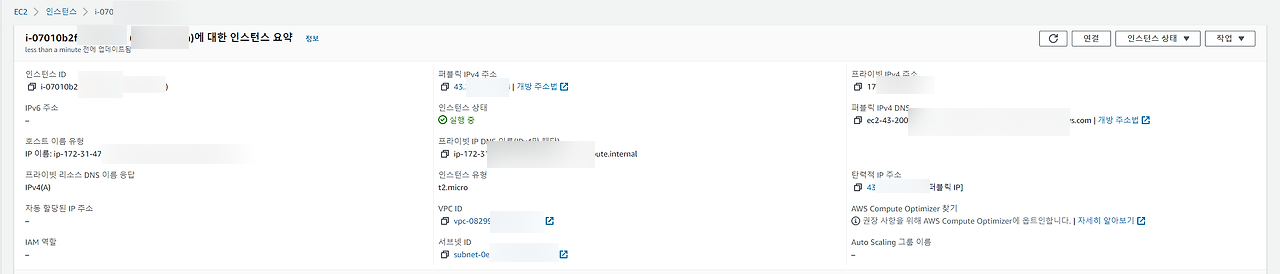 EC2 > 인스턴스 > i-070
i-07010b2f )에 대한 인스턴스 요약 정보
less than a minute 전에 업데이트됨
연결 인스턴스 상태 ▼ 작업 ▼
인스턴스 ID
i-07010b2 )
퍼블릭 IPv4 주소
43. | 개방 주소법
프라이빗 IPv4 주소
17
IPv6 주소
–
인스턴스 상태
실행 중
퍼블릭 IPv4 DNS
ec2-43-200 .com | 개방 주소법
호스트 이름 유형
IP 이름: ip-172-31-47
프라이빗 IP DNS 이름(IPv4만 해당)
ip-172-31 ute.internal
프라이빗 리소스 DNS 이름 응답
IPv4(A)
인스턴스 유형
t2.micro
탄력적 IP 주소
43 퍼블릭 IP]
자동 할당된 IP 주소
–
VPC ID
vpc-08299
AWS Compute Optimizer 찾기
권장 사항을 위해 AWS Compute Optimizer에 옵트인합니다. | 자세히 알아보기
IAM 역할
–
서브넷 ID
subnet-0e
Auto Scaling 그룹 이름
–